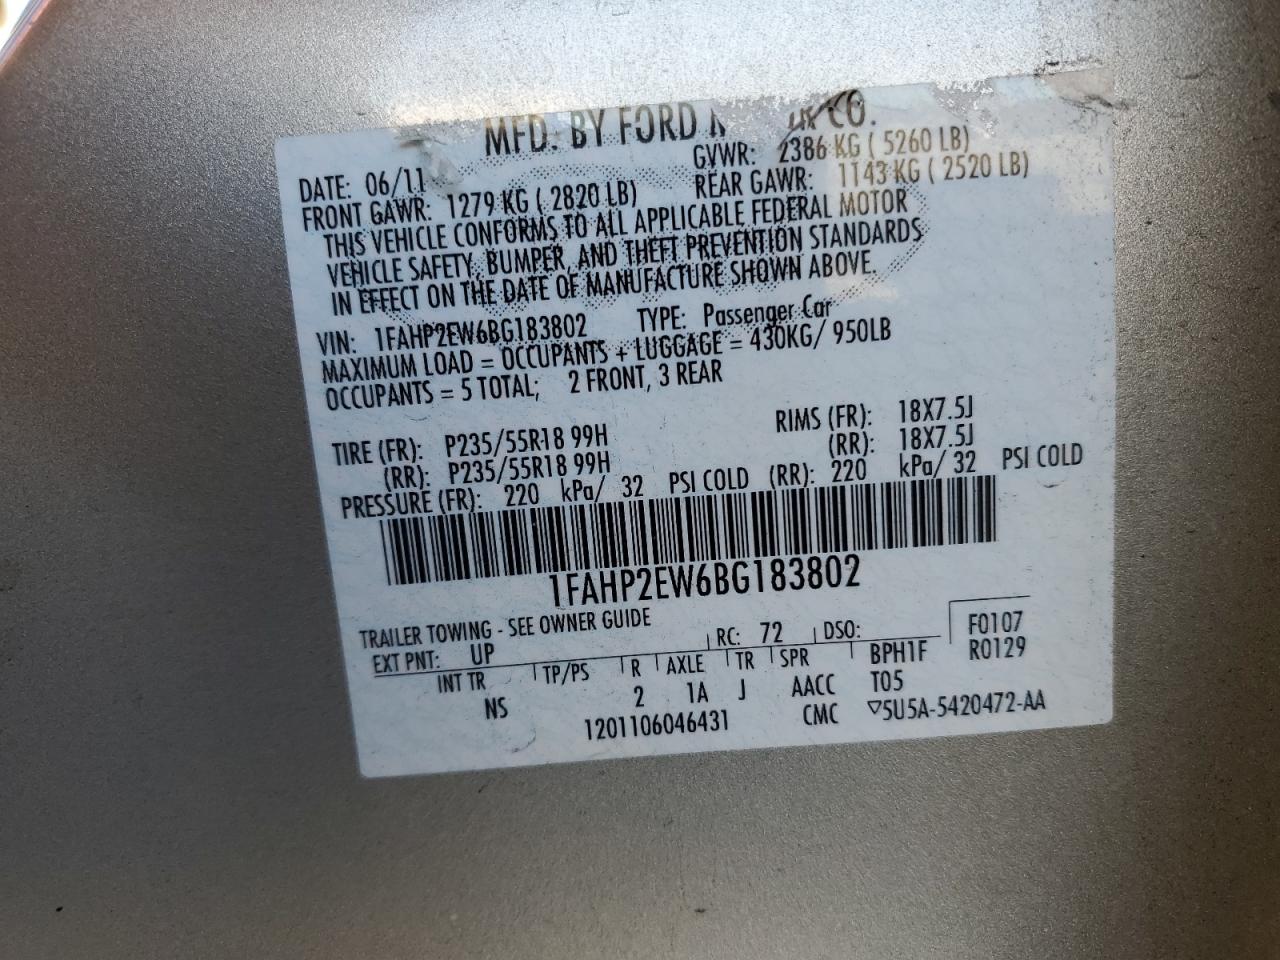 MFD. BY FORD CO.
DATE: 06/11 GVWR: 2386 KG ( 5260 LB)
FRONT GAWR: 1279 KG ( 2820 LB) REAR GAWR: 1143 KG ( 2520 LB)
THIS VEHICLE CONFORMS TO ALL APPLICABLE FEDERAL MOTOR
VEHICLE SAFETY, BUMPER, AND THEFT PREVENTION STANDARDS
IN EFFECT ON THE DATE OF MANUFACTURE SHOWN ABOVE.
VIN: 1FAHP2EW6BG183802 TYPE: Passenger Car
MAXIMUM LOAD = OCCUPANTS + LUGGAGE = 430KG/ 950LB
OCCUPANTS = 5 TOTAL; 2 FRONT, 3 REAR
TIRE (FR): P235/55R18 99H RIMS (FR): 18X7.5J
(RR): P235/55R18 99H (RR): 18X7.5J
PRESSURE (FR): 220 kPa/ 32 PSI COLD (RR): 220 kPa/ 32 PSI COLD
1FAHP2EW6BG183802
TRAILER TOWING - SEE OWNER GUIDE
EXT PNT: UP RC: 72 DSO: F0107
INT TR TP/PS R AXLE TR SPR BPH1F R0129
NS 2 1A J AACC T05
1201106046431 CMC ▽5U5A-5420472-AA